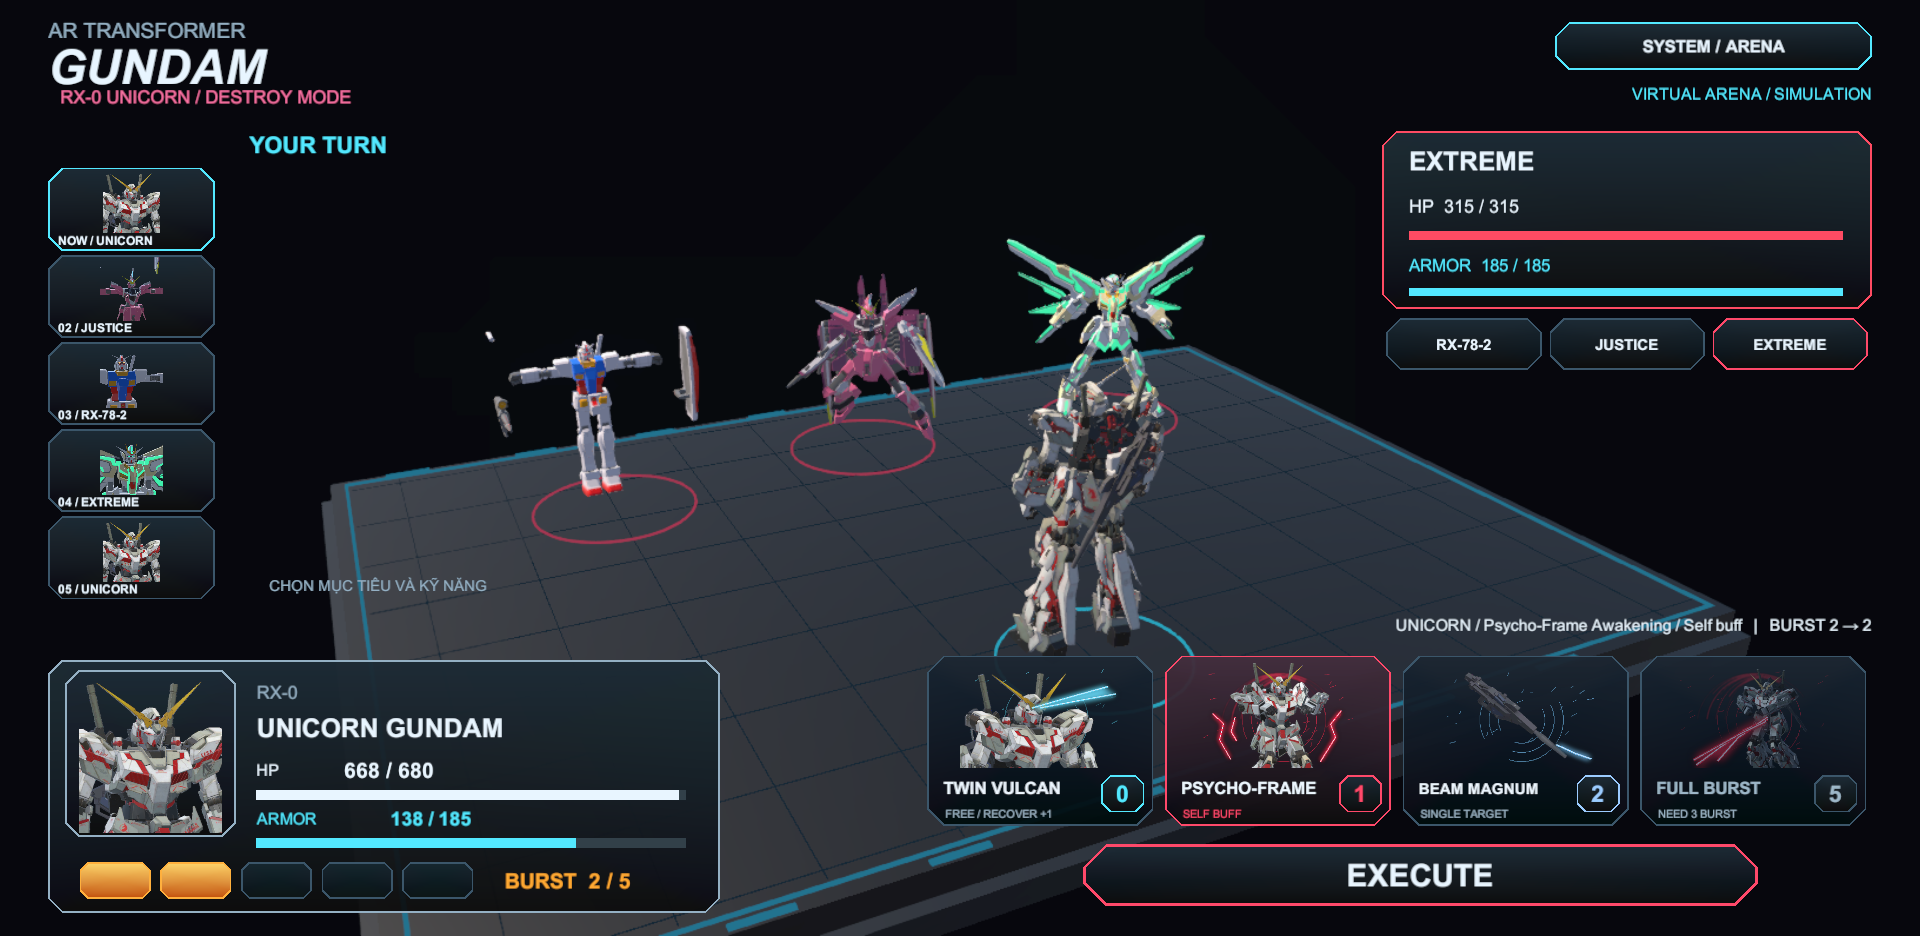 AR TRANSFORMER
GUNDAM
RX-0 UNICORN / DESTROY MODE
SYSTEM / ARENA
VIRTUAL ARENA / SIMULATION
YOUR TURN
NOW / UNICORN
02 / JUSTICE
03 / RX-78-2
04 / EXTREME
05 / UNICORN
EXTREME
HP 315 / 315
ARMOR 185 / 185
RX-78-2
JUSTICE
EXTREME
CHỌN MỤC TIÊU VÀ KỸ NĂNG
UNICORN / Psycho-Frame Awakening / Self buff | BURST 2 → 2
RX-0
UNICORN GUNDAM
HP 668 / 680
ARMOR 138 / 185
BURST 2 / 5
TWIN VULCAN 0
FREE / RECOVER +1
PSYCHO-FRAME 1
SELF BUFF
BEAM MAGNUM 2
SINGLE TARGET
FULL BURST 5
NEED 3 BURST
EXECUTE